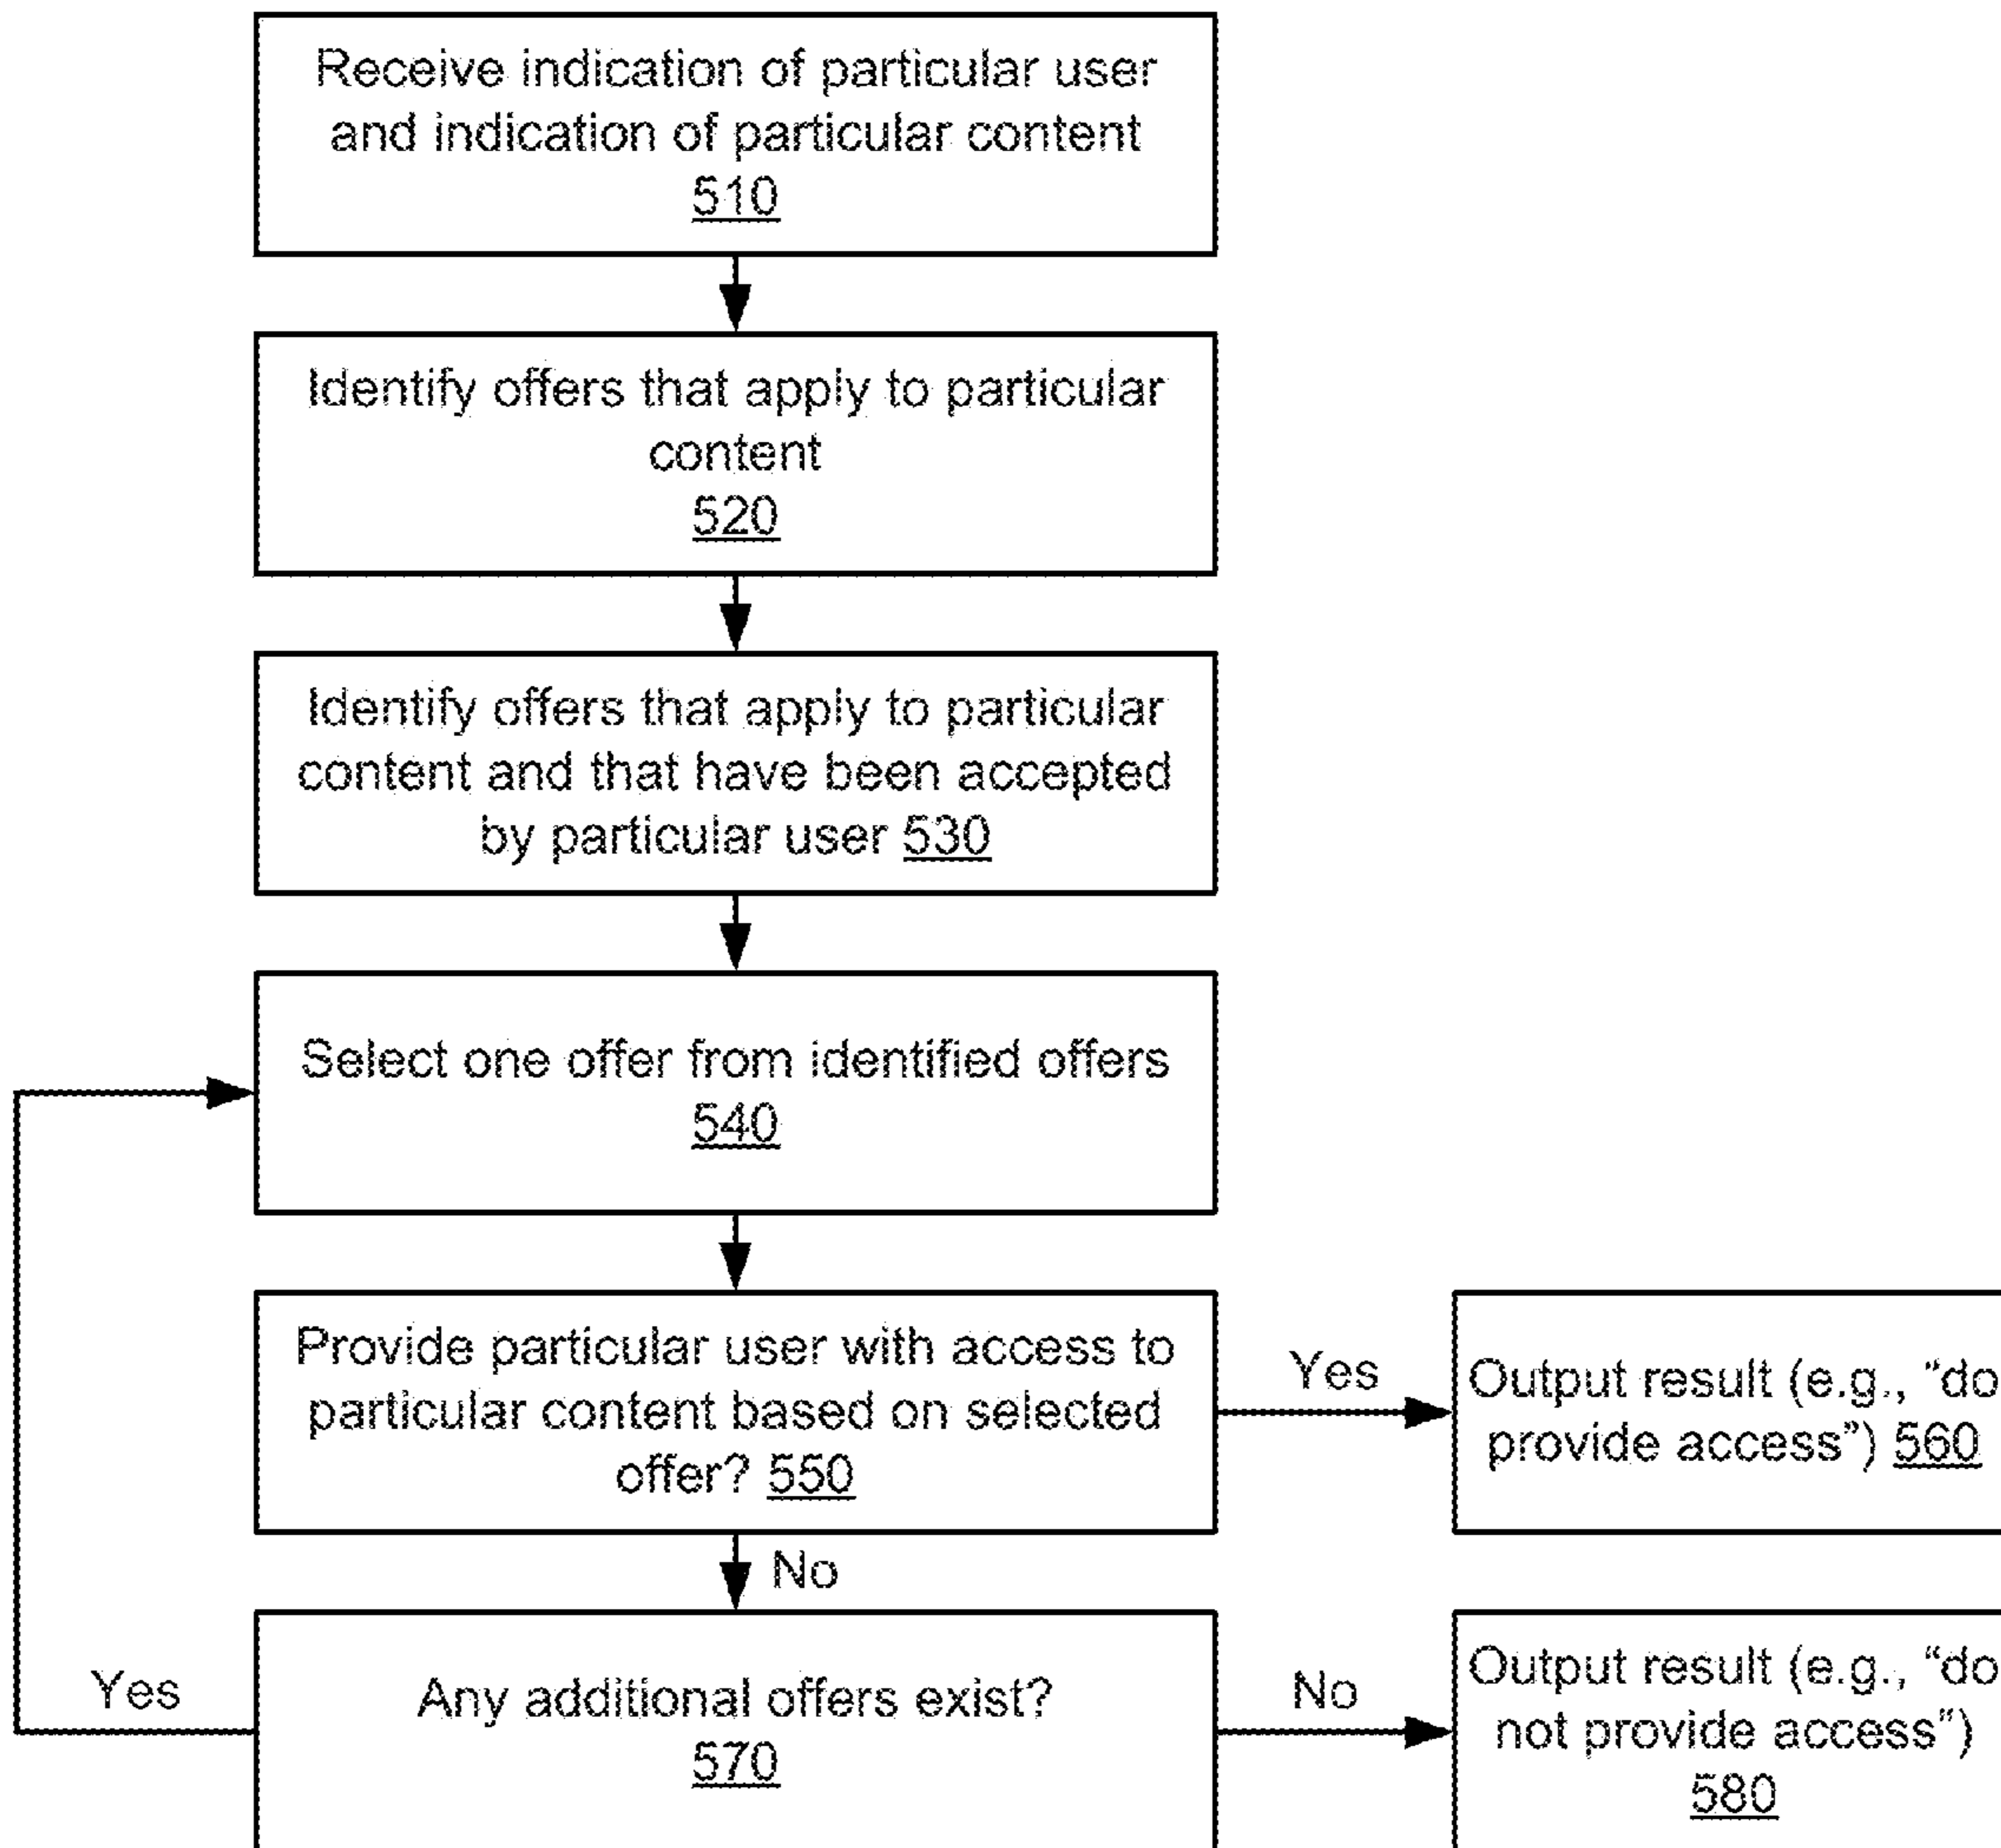 Receive indication of particular user
and indication of particular content
510
Identify offers that apply to particular
content
520
Identify offers that apply to particular
content and that have been accepted
by particular user 530
Select one offer from identified offers
540
Provide particular user with access to
particular content based on selected
offer? 550
Yes
Output result (e.g., “do
provide access”) 560
No
Any additional offers exist?
570
Yes
No
Output result (e.g., “do
not provide access”)
580